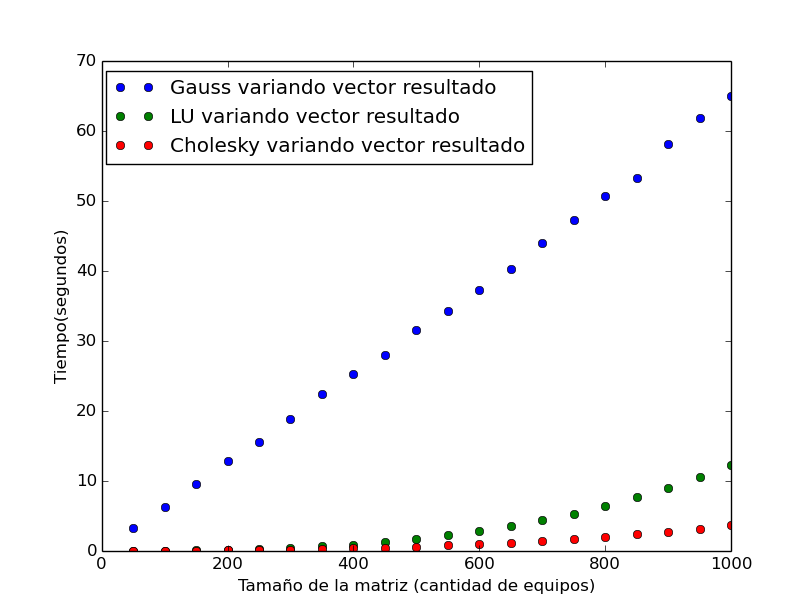 70
60
50
40
30
20
10
0
Gauss variando vector resultado
LU variando vector resultado
Cholesky variando vector resultado
Tiempo(segundos)
0 200 400 600 800 1000
Tamaño de la matriz (cantidad de equipos)